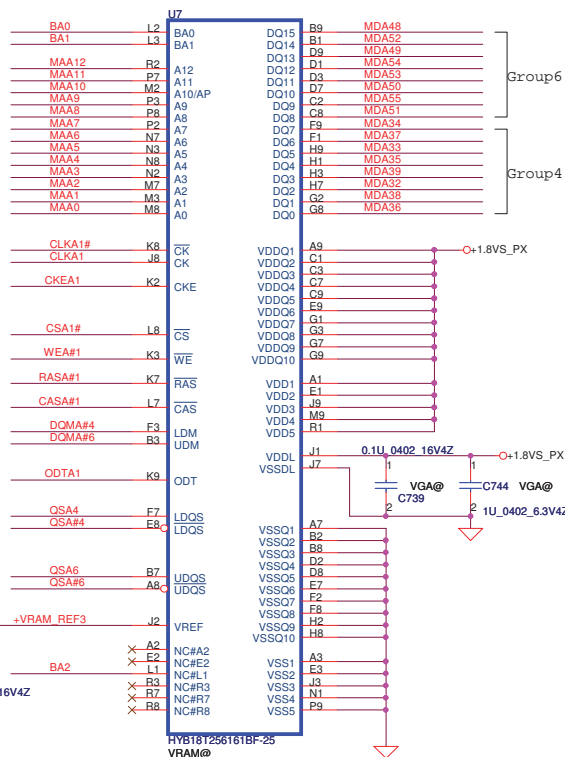 U7
BA0 L2 BA0 DQ15 B9 MDA48
BA1 L3 BA1 DQ14 B1 MDA52
DQ13 D9 MDA49
MAA12 R2 A12 DQ12 D1 MDA54
MAA11 P7 A11 DQ11 D3 MDA53
MAA10 M2 A10/AP DQ10 D7 MDA50
MAA9 P3 A9 DQ9 C2 MDA55
MAA8 P8 A8 DQ8 C8 MDA51
Group6
MAA7 P2 A7 DQ7 F9 MDA34
MAA6 N7 A6 DQ6 F1 MDA37
MAA5 N3 A5 DQ5 H9 MDA33
MAA4 N8 A4 DQ4 H1 MDA35
MAA3 N2 A3 DQ3 H3 MDA39
MAA2 M7 A2 DQ2 H7 MDA32
MAA1 M3 A1 DQ1 G2 MDA38
MAA0 M8 A0 DQ0 G8 MDA36
Group4
CLKA1# K8 CK VDDQ1 A9 +1.8VS_PX
CLKA1 J8 CK VDDQ2 C1
VDDQ3 C3
CKEA1 K2 CKE VDDQ4 C7
VDDQ5 C9
VDDQ6 E9
VDDQ7 G1
CSA1# L8 CS VDDQ8 G3
VDDQ9 G7
WEA#1 K3 WE VDDQ10 G9
RASA#1 K7 RAS VDD1 A1
VDD2 E1
CASA#1 L7 CAS VDD3 J9
VDD4 M9
DQMA#4 F3 LDM VDD5 R1
DQMA#6 B3 UDM
VDDL J1 0.1U_0402_16V4Z +1.8VS_PX
VSSDL J7 1 1
ODTA1 K9 ODT
VGA@ C744 VGA@
C739
2 2 1U_0402_6.3V4Z
QSA4 F7 LDQS
QSA#4 E8 LDQS VSSQ1 A7
VSSQ2 B2
VSSQ3 B8
VSSQ4 D2
QSA6 B7 UDQS VSSQ5 D8
QSA#6 A8 UDQS VSSQ6 E7
VSSQ7 F2
VSSQ8 F8
+VRAM_REF3 J2 VREF VSSQ9 H2
VSSQ10 H8
A2 NC#A2
E2 NC#E2 VSS1 A3
BA2 L1 NC#L1 VSS2 E3
R3 NC#R3 VSS3 J3
16V4Z R7 NC#R7 VSS4 N1
R8 NC#R8 VSS5 P9
HYB18T256161BF-25
VRAM@